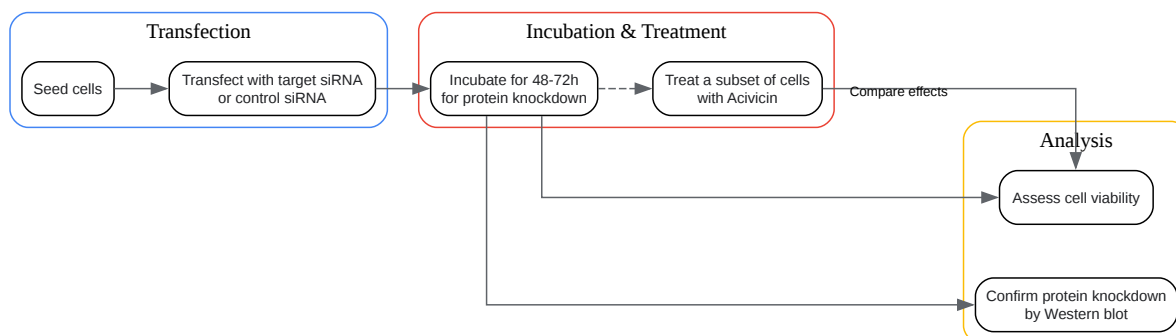 Transfection
Seed cells
Transfect with target siRNA
or control siRNA
Incubation & Treatment
Incubate for 48-72h
for protein knockdown
Treat a subset of cells
with Acivicin
Compare effects
Analysis
Assess cell viability
Confirm protein knockdown
by Western blot